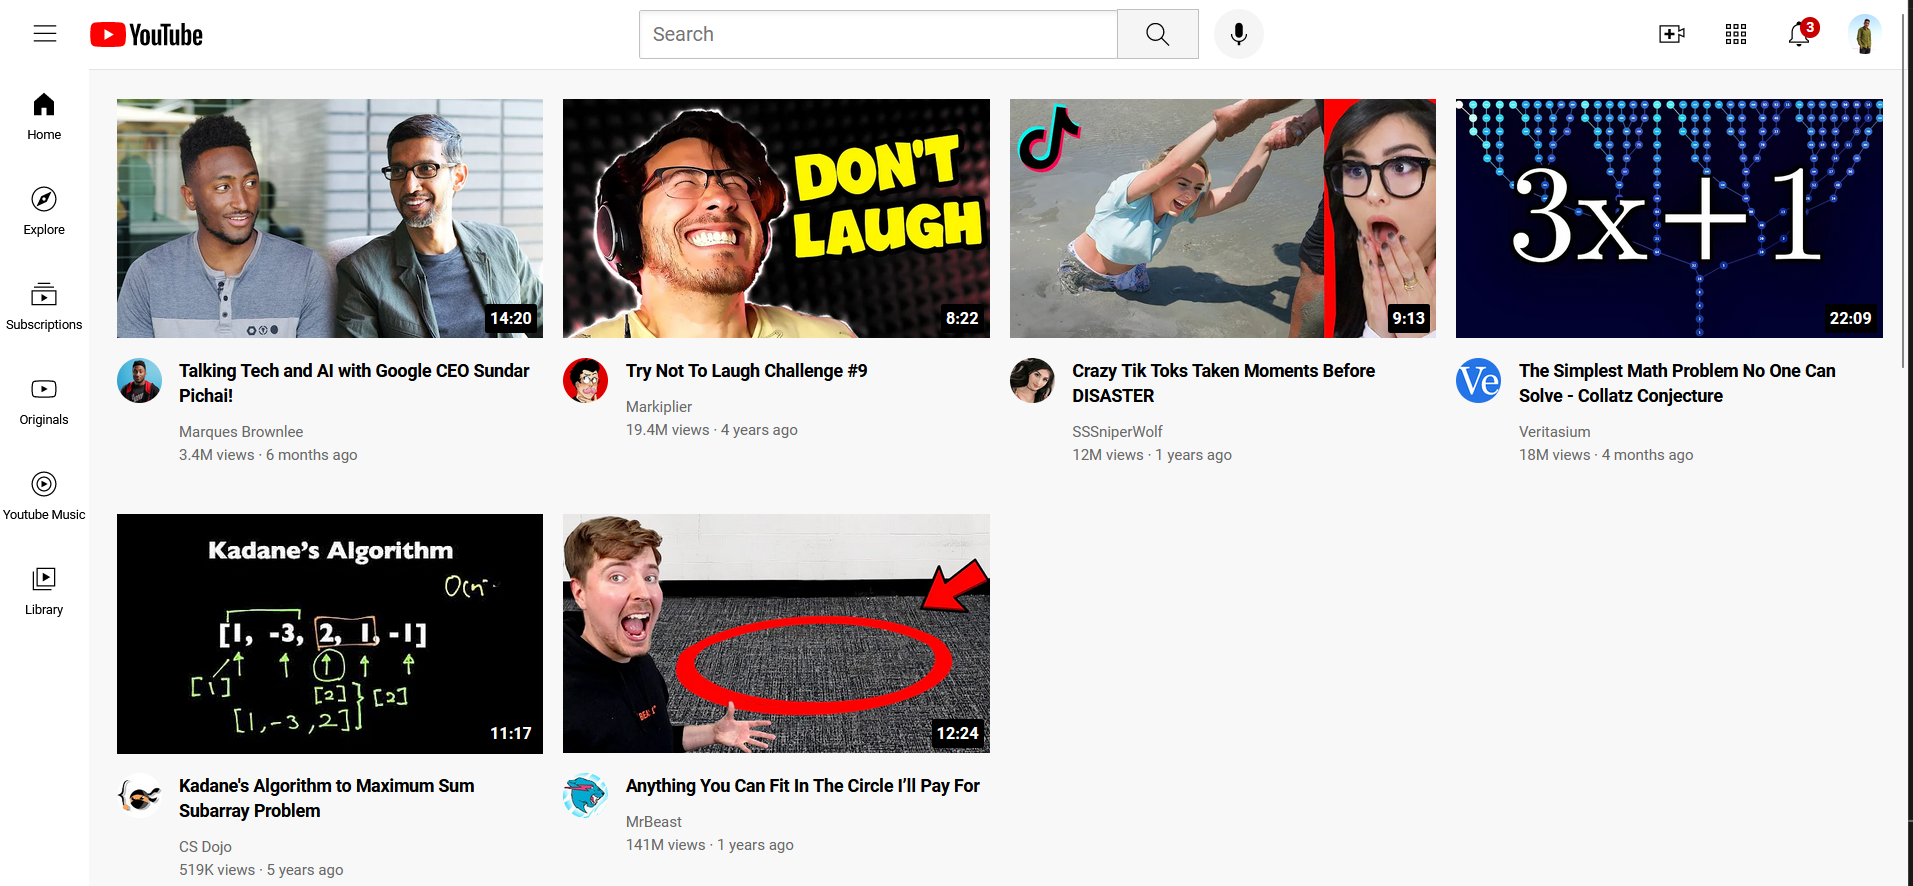 YouTube
Search
3
Home
Explore
Subscriptions
Originals
Youtube Music
Library
DON'T
LAUGH
3x+1
14:20
8:22
9:13
22:09
Talking Tech and AI with Google CEO Sundar
Pichai!
Marques Brownlee
3.4M views · 6 months ago
Try Not To Laugh Challenge #9
Markiplier
19.4M views · 4 years ago
Crazy Tik Toks Taken Moments Before
DISASTER
SSSniperWolf
12M views · 1 years ago
Ve
The Simplest Math Problem No One Can
Solve - Collatz Conjecture
Veritasium
18M views · 4 months ago
Kadane's Algorithm
[1, -3, 2, 1, -1]
[1]
[2]
[2]
[1, -3, 2]
11:17
12:24
Kadane's Algorithm to Maximum Sum
Subarray Problem
CS Dojo
519K views · 5 years ago
Anything You Can Fit In The Circle I’ll Pay For
MrBeast
141M views · 1 years ago